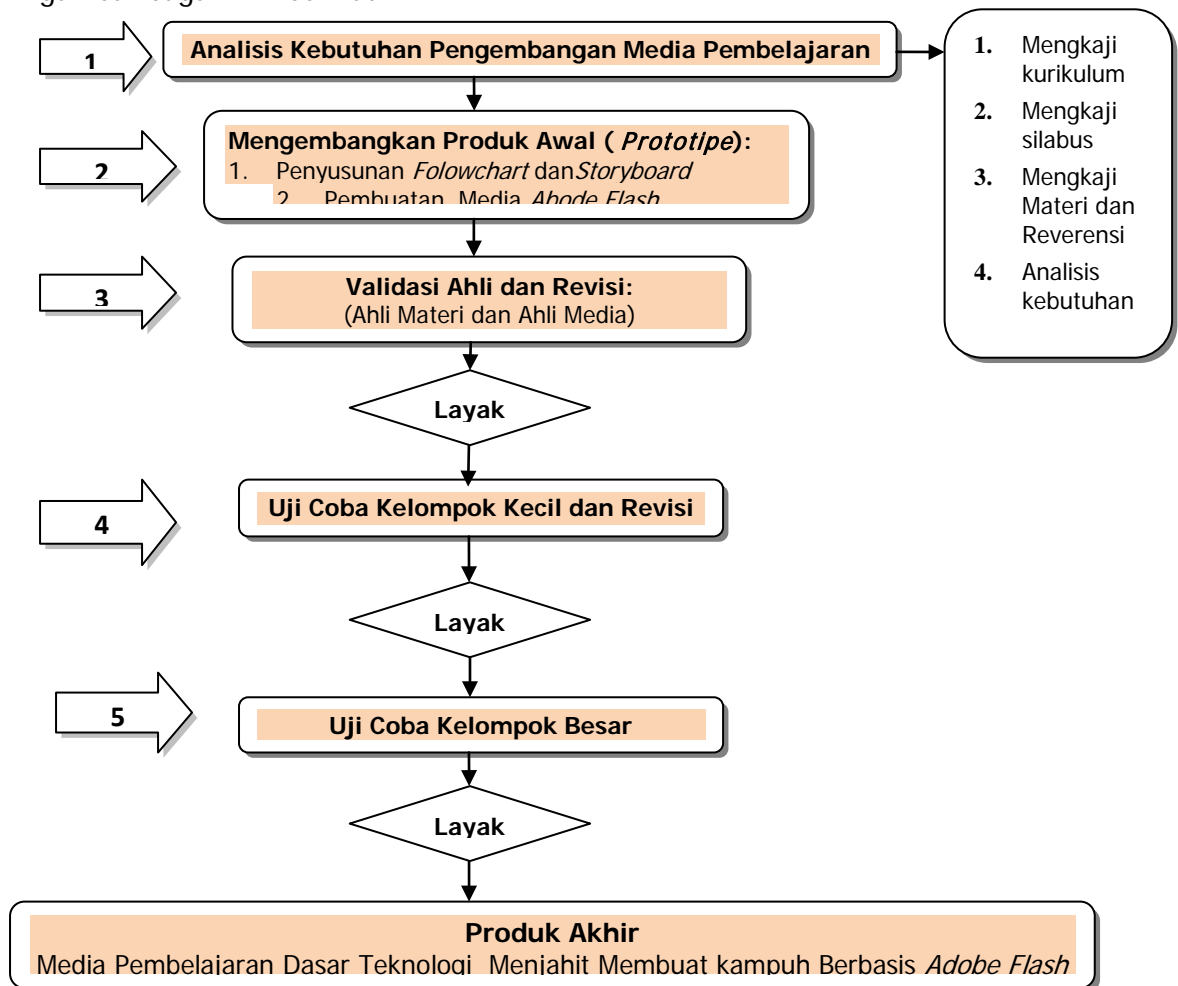 1
Analisis Kebutuhan Pengembangan Media Pembelajaran
1. Mengkaji
kurikulum
2. Mengkaji
silabus
3. Mengkaji
Materi dan
Reverensi
4. Analisis
kebutuhan
2
Mengembangkan Produk Awal ( Prototipe):
1. Penyusunan Folowchart danStoryboard
2 Pembuatan Media Abode Flash
3
Validasi Ahli dan Revisi:
(Ahli Materi dan Ahli Media)
Layak
4
Uji Coba Kelompok Kecil dan Revisi
Layak
5
Uji Coba Kelompok Besar
Layak
Produk Akhir
Media Pembelajaran Dasar Teknologi Menjahit Membuat kampuh Berbasis Adobe Flash